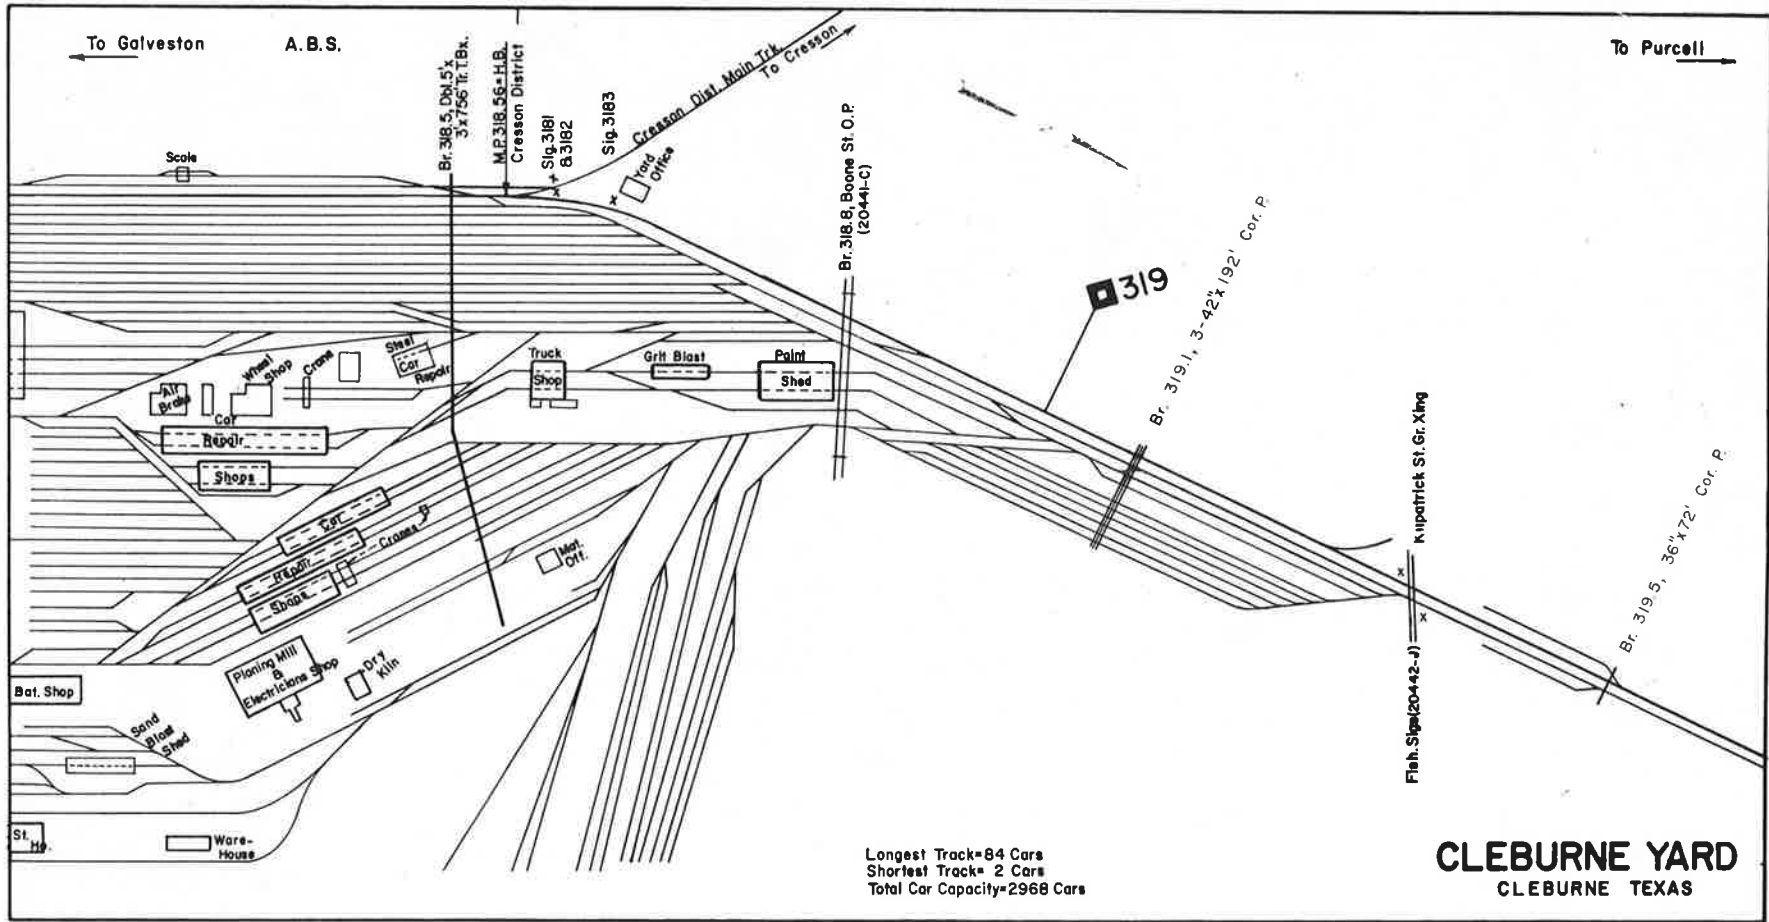 To Galveston
A.B.S.
To Purcell
Br. 318.5, Dbl. 5'x
3'x756' Tr. T. Bx.
M.P. 318.56=H.B.
Cresson District
Sig. 3181
& 3182
Sig. 3183
Cresson Dist. Main Trk.
To Cresson
Yard
Office
Scale
Br. 318.8, Boone St. O.P.
(20441-C)
319
Br. 319.1, 3-42"x192' Cor. P.
Kilpatrick St. Gr. Xing
Flsh. Sigs (20442-J)
Br. 319.5, 36"x72' Cor. P.
Air
Brake
Wheel
Shop
Crane
Steel
Car
Repair
Truck
Shop
Grit Blast
Paint
Shed
Car
Repair
Shops
Car
Repair
Shops
Cranes
Mat.
Off.
Planing Mill
&
Electricians Shop
Dry
Kiln
Bat. Shop
Sand
Blast
Shed
St. Ho.
Ware-
House
Longest Track=84 Cars
Shortest Track= 2 Cars
Total Car Capacity=2968 Cars
CLEBURNE YARD
CLEBURNE TEXAS